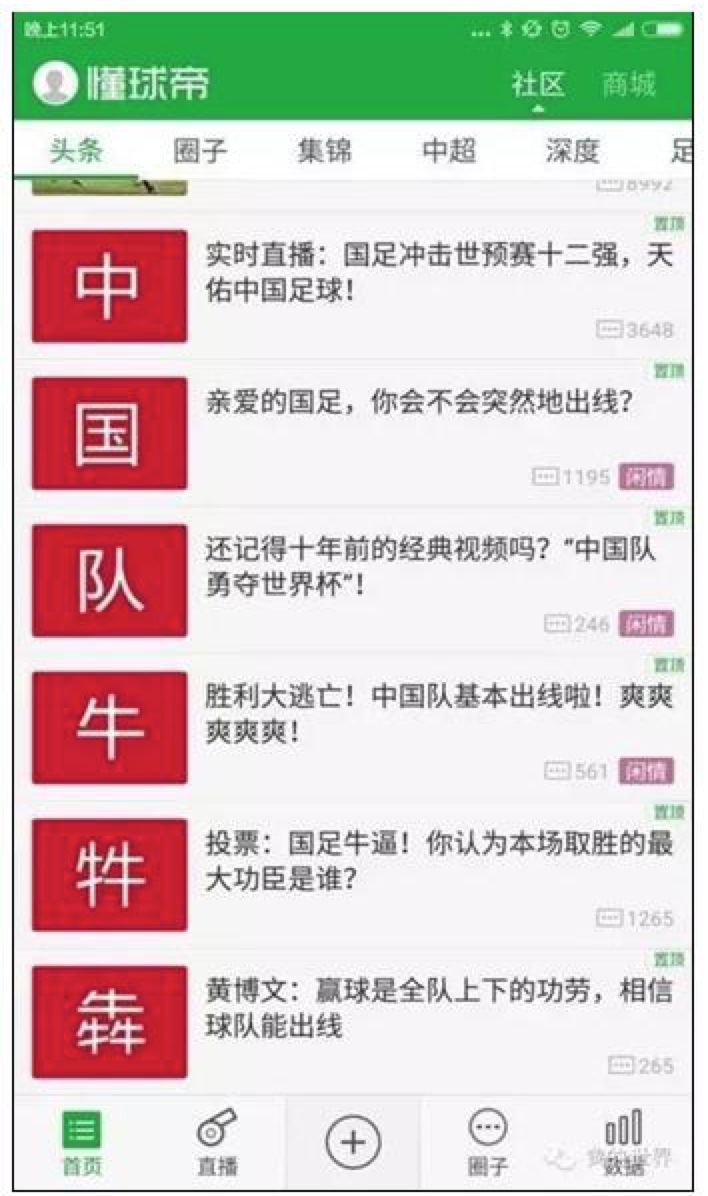 晚上11:51
懂球帝 社区 商城
头条 圈子 集锦 中超 深度 足
8992
置顶
中 实时直播：国足冲击世预赛十二强，天
佑中国足球！
3648
置顶
国 亲爱的国足，你会不会突然地出线？
1195 闲情
置顶
队 还记得十年前的经典视频吗？“中国队
勇夺世界杯”！
246 闲情
置顶
牛 胜利大逃亡！中国队基本出线啦！爽爽
爽爽爽！
561 闲情
置顶
牪 投票：国足牛逼！你认为本场取胜的最
大功臣是谁？
1265
置顶
犇 黄博文：赢球是全队上下的功劳，相信
球队能出线
265
首页 直播 圈子 数据